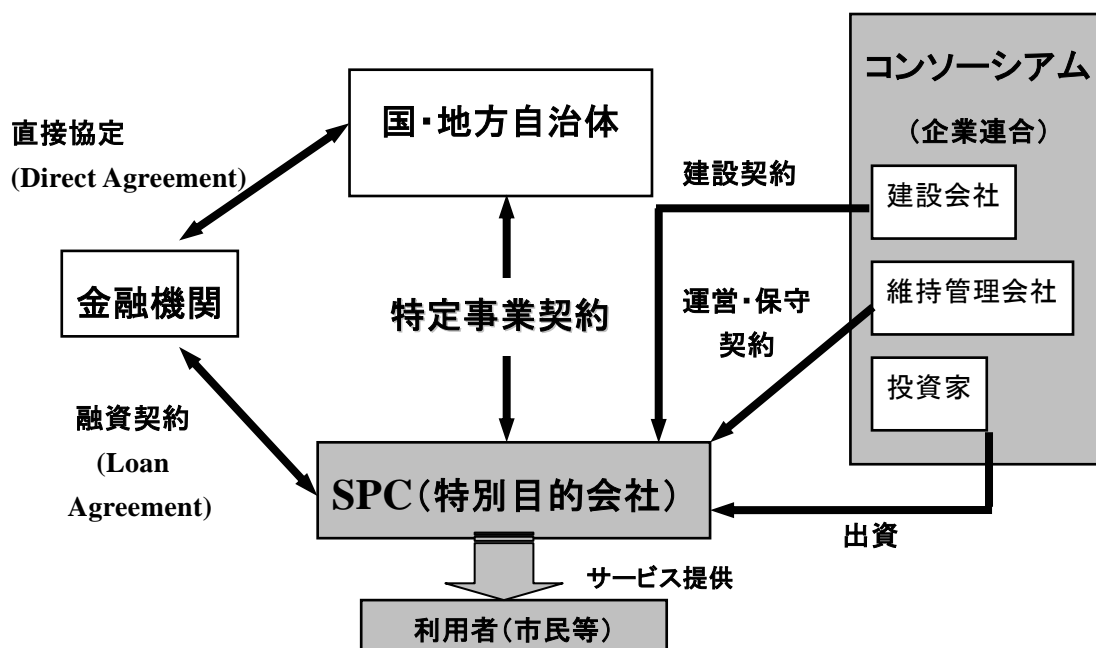 コンソーシアム
（企業連合）
国・地方自治体
直接協定
(Direct Agreement)
建設契約
建設会社
金融機関
特定事業契約
運営・保守
契約
維持管理会社
投資家
融資契約
(Loan
Agreement)
SPC（特別目的会社）
出資
サービス提供
利用者（市民等）